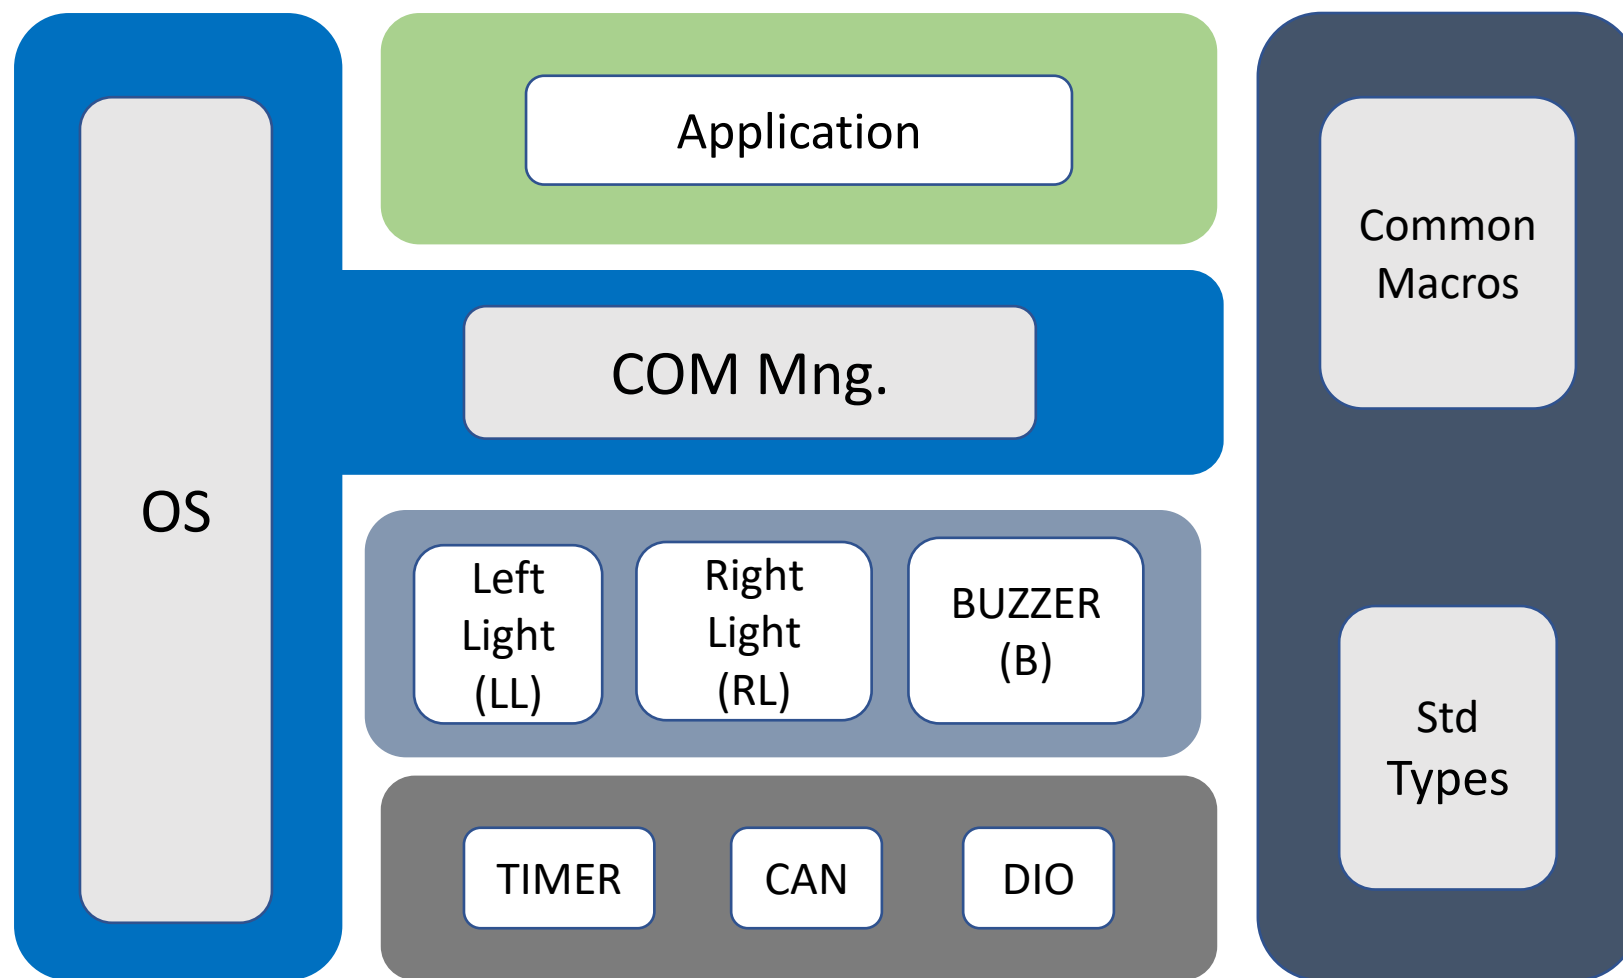 Application
COM Mng.
OS
Left
Light
(LL)
Right
Light
(RL)
BUZZER
(B)
TIMER
CAN
DIO
Common
Macros
Std
Types